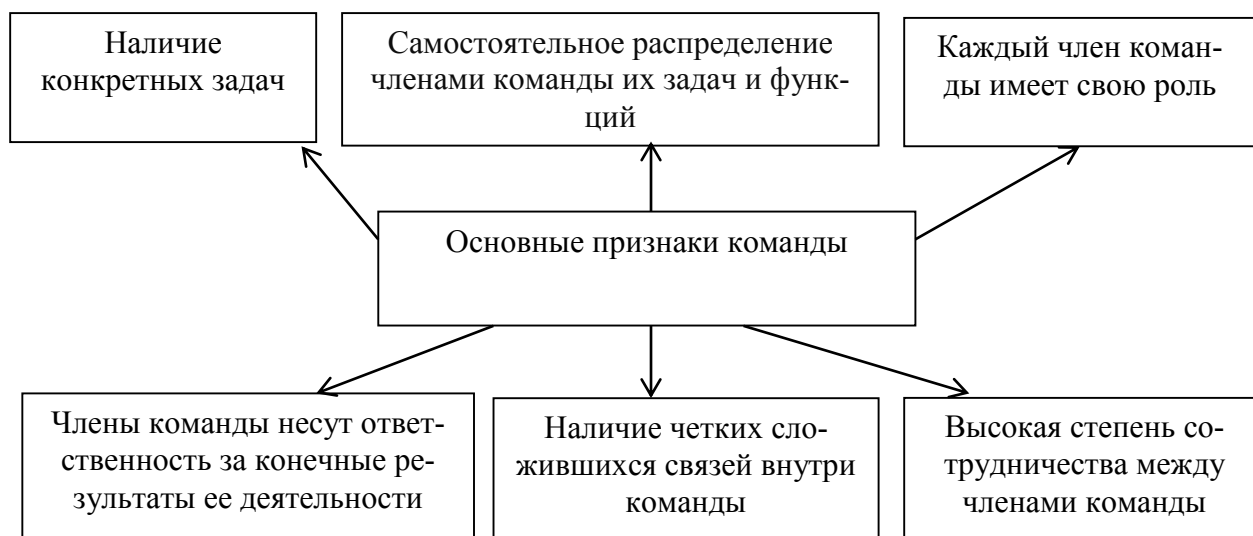 Наличие
конкретных задач
Самостоятельное распределение
членами команды их задач и функ-
ций
Каждый член коман-
ды имеет свою роль
Основные признаки команды
Члены команды несут ответ-
ственность за конечные ре-
зультаты ее деятельности
Наличие четких сло-
жившихся связей внутри
команды
Высокая степень со-
трудничества между
членами команды